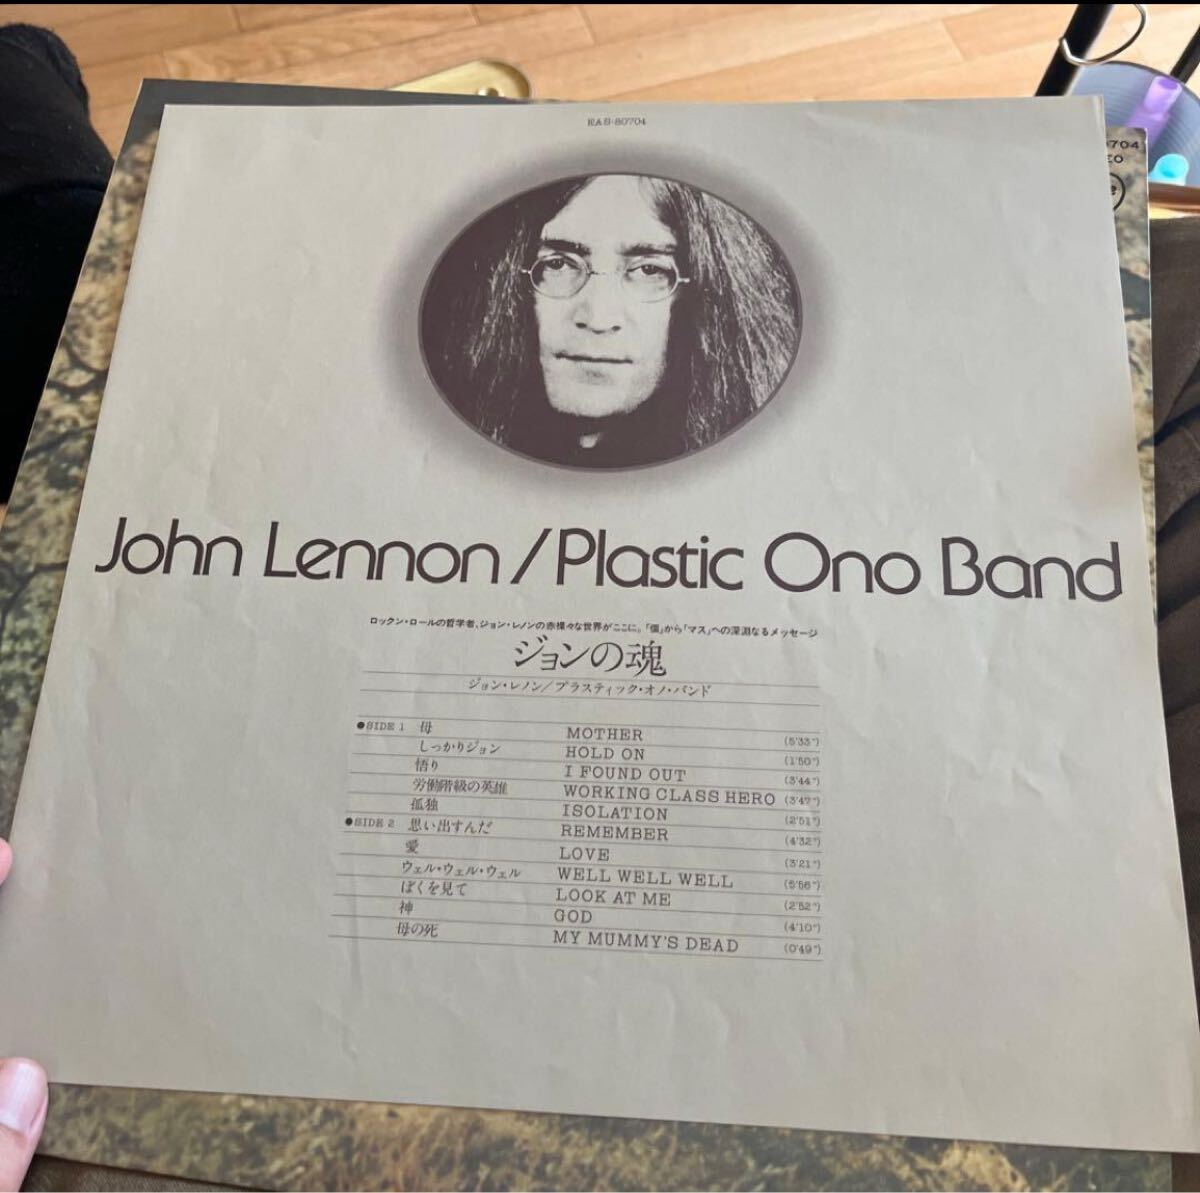 EAS-80704
John Lennon/Plastic Ono Band
ロックン・ロールの哲学者、ジョン・レノンの赤裸々な世界がここに。「個」から「マス」への深淵なるメッセージ
ジョンの魂
ジョン・レノン/プラスティック・オノ・バンド
●SIDE 1 母 MOTHER (5'33")
しっかりジョン HOLD ON (1'50")
悟り I FOUND OUT (3'44")
労働階級の英雄 WORKING CLASS HERO (3'47")
孤独 ISOLATION (2'51")
●SIDE 2 思い出すんだ REMEMBER (4'32")
愛 LOVE (3'21")
ウェル・ウェル・ウェル WELL WELL WELL (5'56")
ぼくを見て LOOK AT ME (2'52")
神 GOD (4'10")
母の死 MY MUMMY'S DEAD (0'49")
704
EO